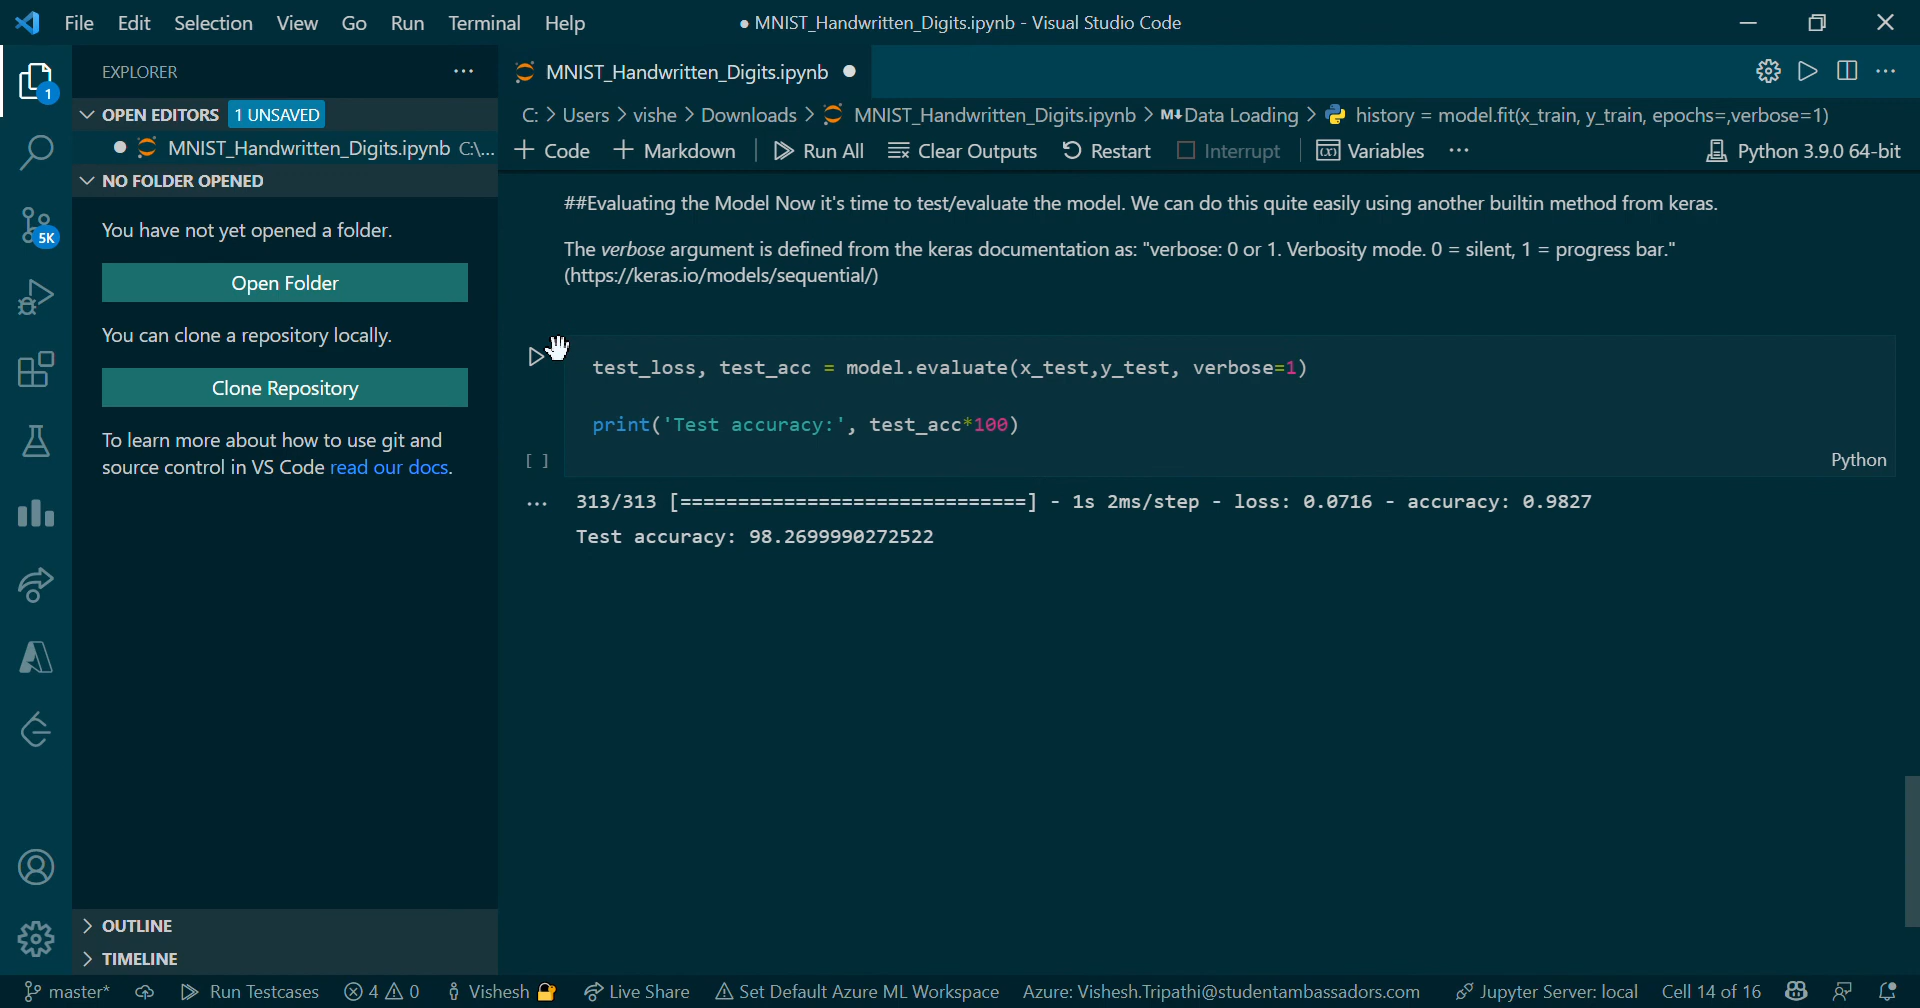 File Edit Selection View Go Run Terminal Help
● MNIST_Handwritten_Digits.ipynb - Visual Studio Code
EXPLORER
1
OPEN EDITORS 1 UNSAVED
MNIST_Handwritten_Digits.ipynb C:\...
NO FOLDER OPENED
You have not yet opened a folder.
5K
Open Folder
You can clone a repository locally.
Clone Repository
To learn more about how to use git and
source control in VS Code read our docs.
OUTLINE
TIMELINE
MNIST_Handwritten_Digits.ipynb
C: > Users > vishe > Downloads > MNIST_Handwritten_Digits.ipynb > M↓Data Loading > history = model.fit(x_train, y_train, epochs=,verbose=1)
+ Code + Markdown Run All Clear Outputs Restart Interrupt Variables ... Python 3.9.0 64-bit
##Evaluating the Model Now it's time to test/evaluate the model. We can do this quite easily using another builtin method from keras.
The verbose argument is defined from the keras documentation as: "verbose: 0 or 1. Verbosity mode. 0 = silent, 1 = progress bar."
(https://keras.io/models/sequential/)
test_loss, test_acc = model.evaluate(x_test,y_test, verbose=1)
print('Test accuracy:', test_acc*100)
[ ]
Python
313/313 [==============================] - 1s 2ms/step - loss: 0.0716 - accuracy: 0.9827
Test accuracy: 98.2699990272522
master* Run Testcases 4 0 Vishesh Live Share Set Default Azure ML Workspace Azure: Vishesh.Tripathi@studentambassadors.com Jupyter Server: local Cell 14 of 16